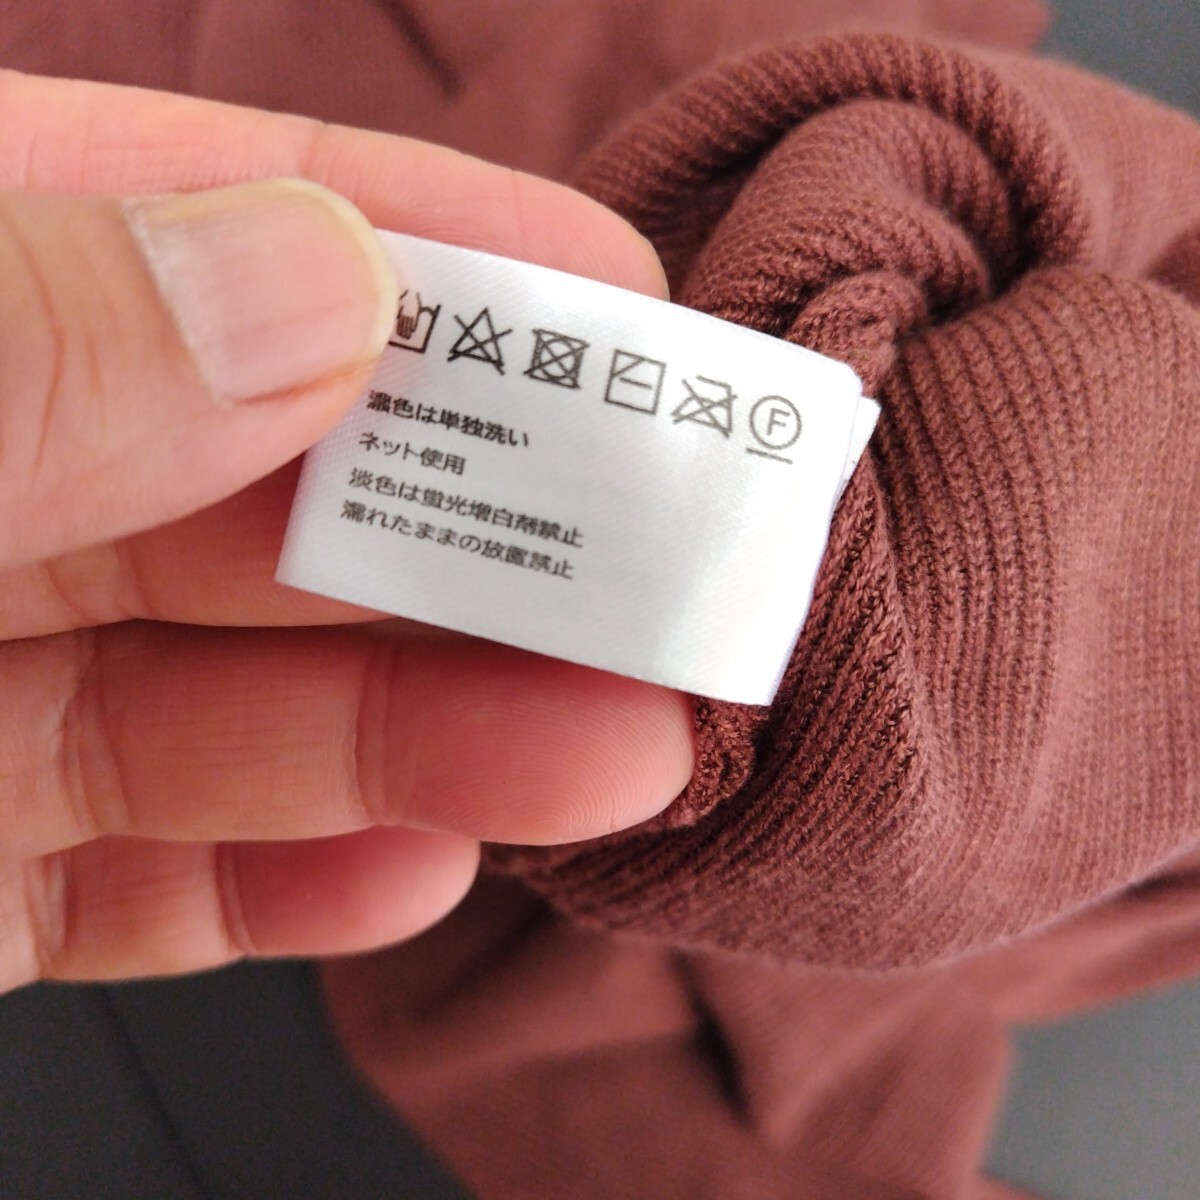 F
濃色は単独洗い
ネット使用
淡色は蛍光増白剤禁止
濡れたままの放置禁止